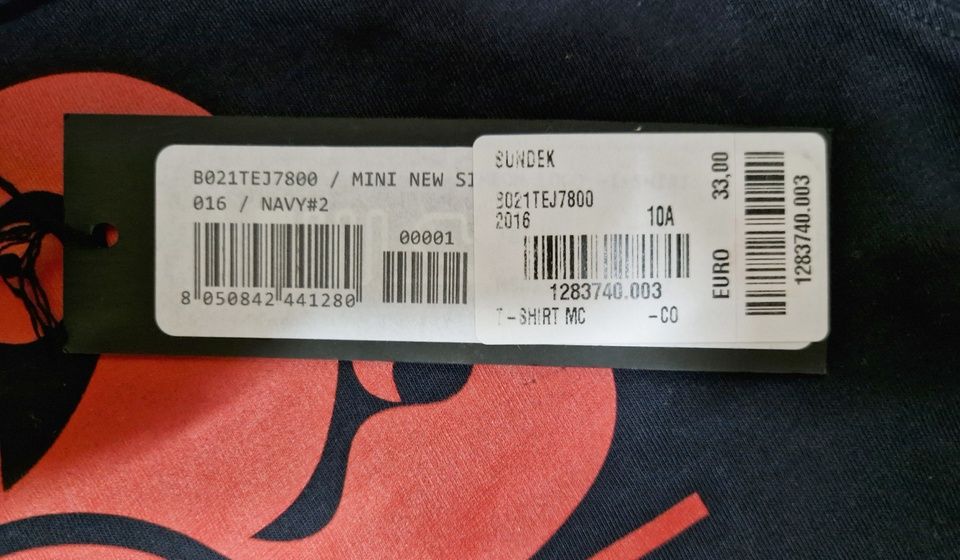 B021TEJ7800 / MINI NEW SI
016 / NAVY#2
00001
8 050842 441280
SUNDEK
B021TEJ7800
2016 10A
1283740.003
T-SHIRT MC -CO
EURO 33,00
1283740.003